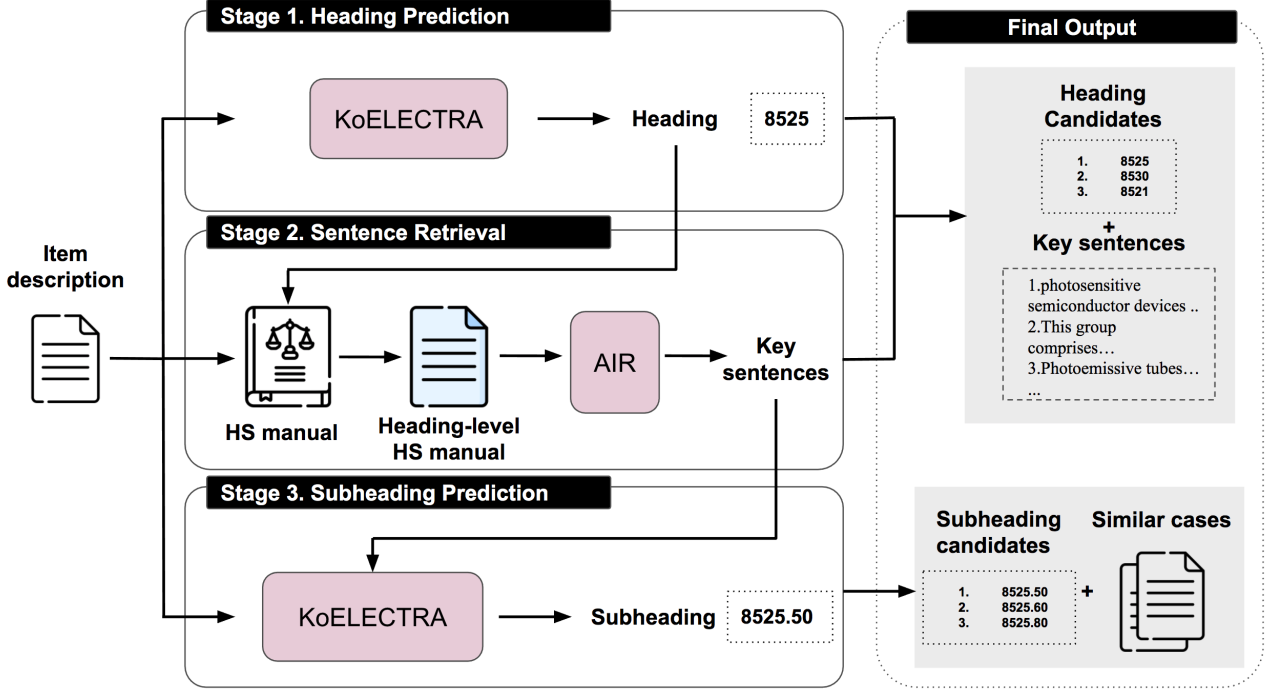 Stage 1. Heading Prediction
KoELECTRA
Heading
8525
Item
description
Stage 2. Sentence Retrieval
HS manual
Heading-level
HS manual
AIR
Key
sentences
Stage 3. Subheading Prediction
KoELECTRA
Subheading
8525.50
Final Output
Heading
Candidates
1. 8525
2. 8530
3. 8521
+
Key sentences
1.photosensitive
semiconductor devices ..
2.This group
comprises…
3.Photoemissive tubes…
...
Subheading
candidates
1. 8525.50
2. 8525.60
3. 8525.80
+
Similar cases